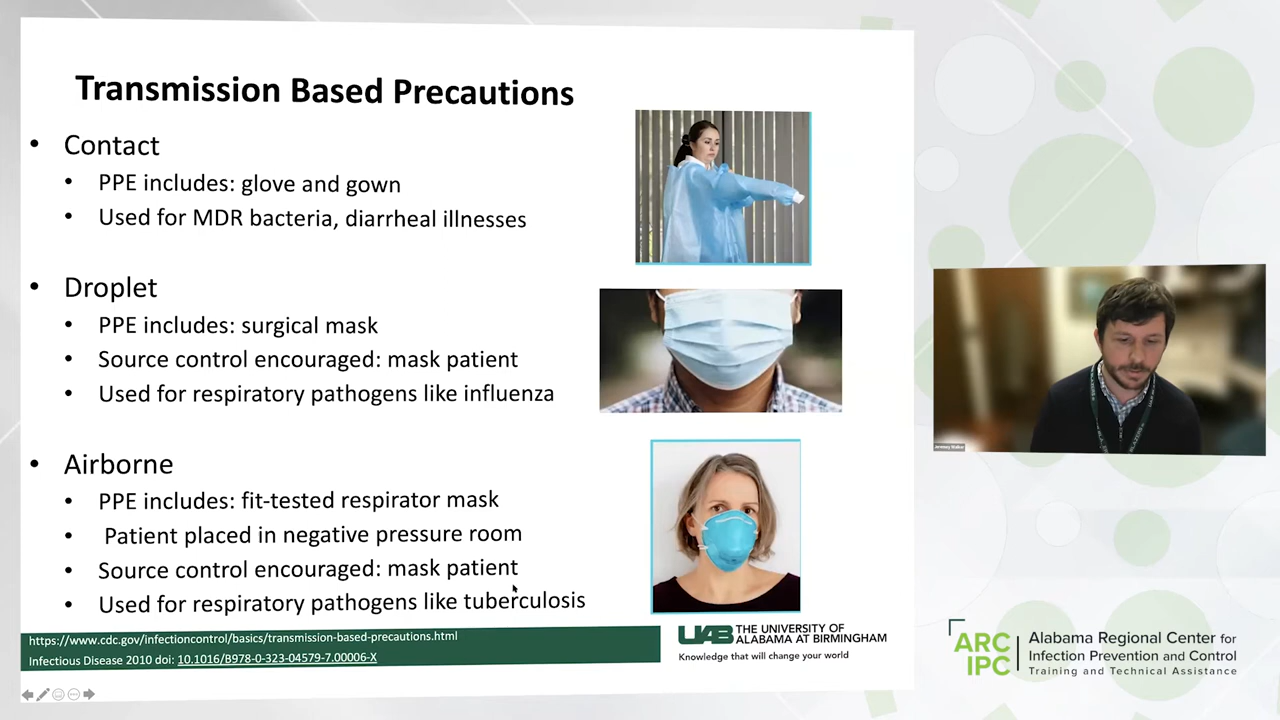 Transmission Based Precautions
• Contact
• PPE includes: glove and gown
• Used for MDR bacteria, diarrheal illnesses
• Droplet
• PPE includes: surgical mask
• Source control encouraged: mask patient
• Used for respiratory pathogens like influenza
• Airborne
• PPE includes: fit-tested respirator mask
• Patient placed in negative pressure room
• Source control encouraged: mask patient
• Used for respiratory pathogens like tuberculosis
https://www.cdc.gov/infectioncontrol/basics/transmission-based-precautions.html
Infectious Disease 2010 doi: 10.1016/B978-0-323-04579-7.00006-X
UAB THE UNIVERSITY OF
ALABAMA AT BIRMINGHAM
Knowledge that will change your world
ARC
IPC
Alabama Regional Center for
Infection Prevention and Control
Training and Technical Assistance